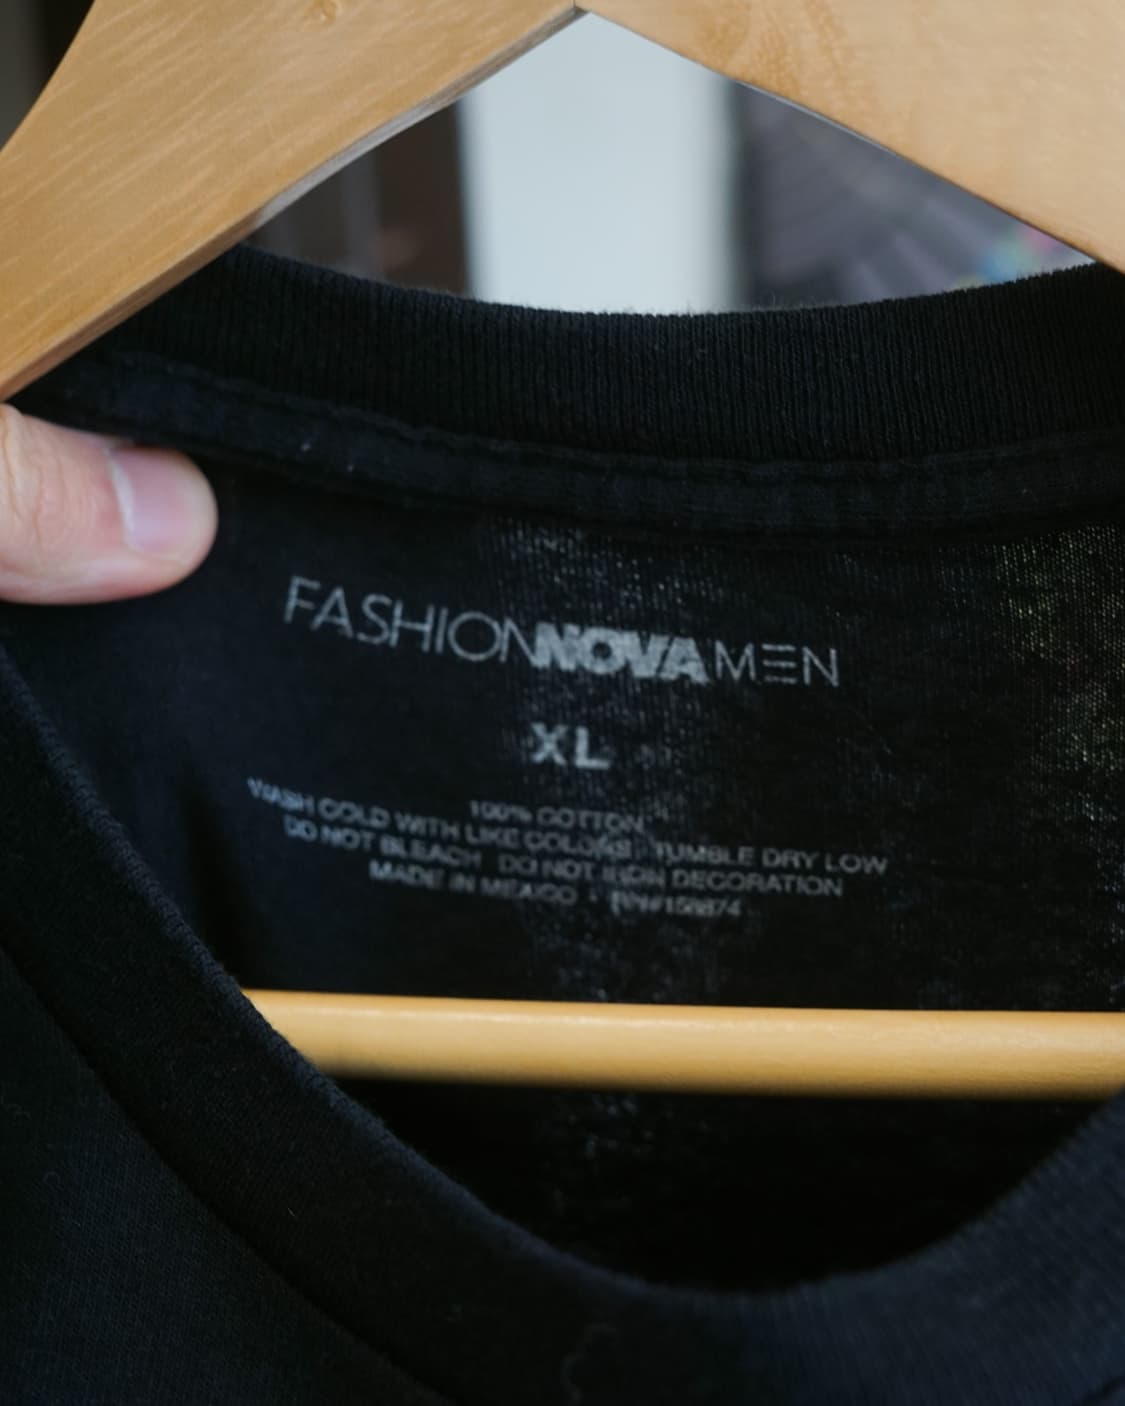 FASHIONNOVAMEN
XL
100% COTTON
WASH COLD WITH LIKE COLORS TUMBLE DRY LOW
DO NOT BLEACH DO NOT IRON DECORATION
MADE IN MEXICO •